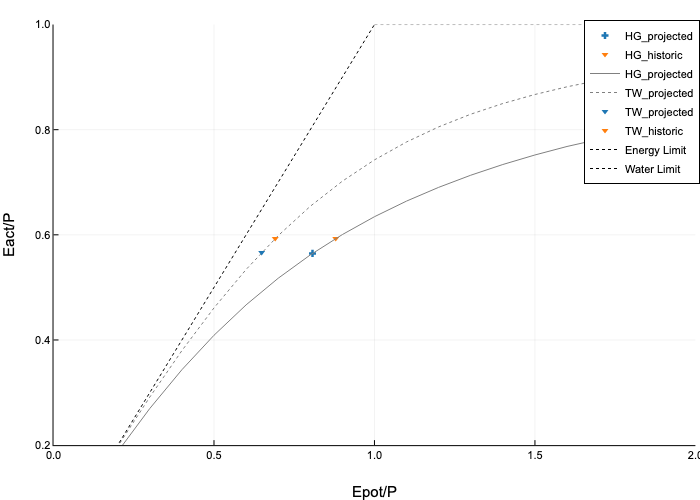 1.0
0.8
0.6
0.4
0.2
Eact/P
0.0
0.5
1.0
1.5
2.0
Epot/P
HG_projected
HG_historic
HG_projected
TW_projected
TW_projected
TW_historic
Energy Limit
Water Limit